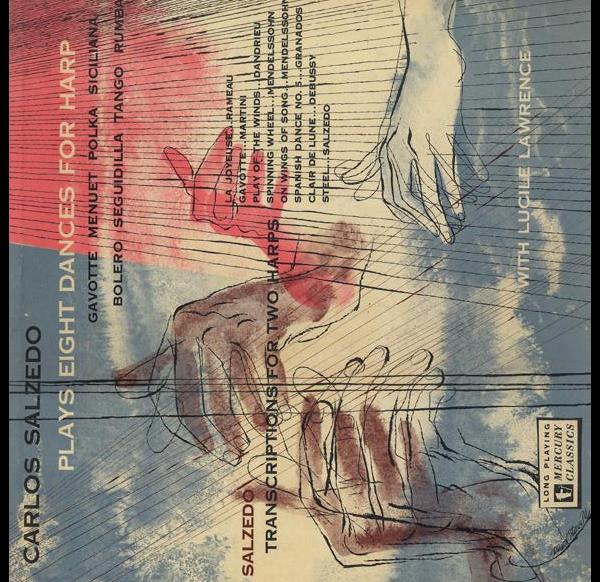 CARLOS SALZEDO
PLAYS EIGHT DANCES FOR HARP
GAVOTTE MENUET POLKA SICILIANA
BOLERO SEGUIDILLA TANGO RUMBA
SALZEDO
TRANSCRIPTIONS FOR TWO HARPS
LA JOYEUSE...RAMEAU
GAVOTTE...MARTINI
PLAY OF THE WINDS...DANDRIEU
SPINNING WHEEL...MENDELSSOHN
ON WINGS OF SONG...MENDELSSOHN
SPANISH DANCE NO. 5...GRANADOS
CLAIR DE LUNE...DEBUSSY
STEEL...SALZEDO
WITH LUCILE LAWRENCE
LONG PLAYING
MERCURY
CLASSICS